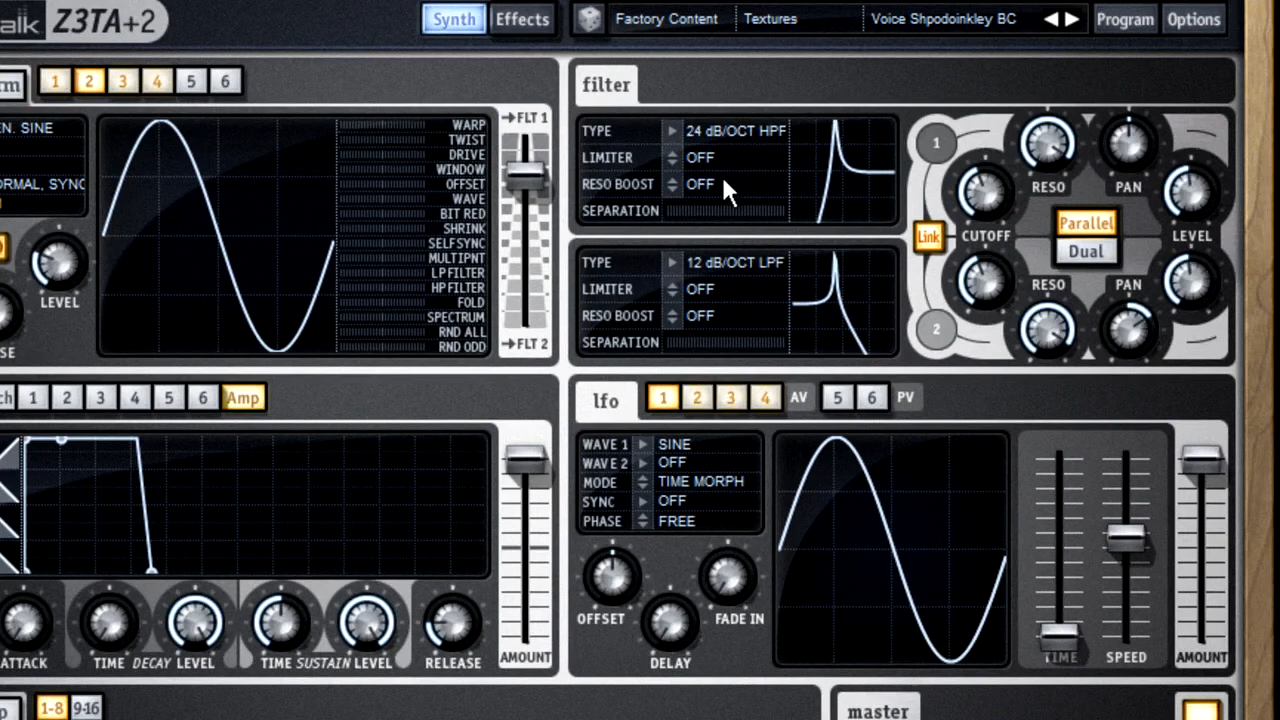 alk Z3TA+2
Synth Effects
Factory Content Textures Voice Shpodoinkley BC
Program Options
rm 1 2 3 4 5 6
EN. SINE
ORMAL, SYNC
LEVEL
SE
WARP
TWIST
DRIVE
WINDOW
OFFSET
WAVE
BIT RED
SHRINK
SELFSYNC
MULTIPNT
LP FILTER
HP FILTER
FOLD
SPECTRUM
RND ALL
RND ODD
FLT 1
FLT 2
filter
TYPE 24 dB/OCT HPF
LIMITER OFF
RESO BOOST OFF
SEPARATION
TYPE 12 dB/OCT LPF
LIMITER OFF
RESO BOOST OFF
SEPARATION
1
RESO PAN
CUTOFF
Link
Parallel
Dual
LEVEL
RESO PAN
2
ch 1 2 3 4 5 6 Amp
ATTACK
TIME DECAY LEVEL
TIME SUSTAIN LEVEL
RELEASE
AMOUNT
lfo 1 2 3 4 AV 5 6 PV
WAVE 1 SINE
WAVE 2 OFF
MODE TIME MORPH
SYNC OFF
PHASE FREE
OFFSET
DELAY
FADE IN
TIME SPEED AMOUNT
p 1-8 9-16
master